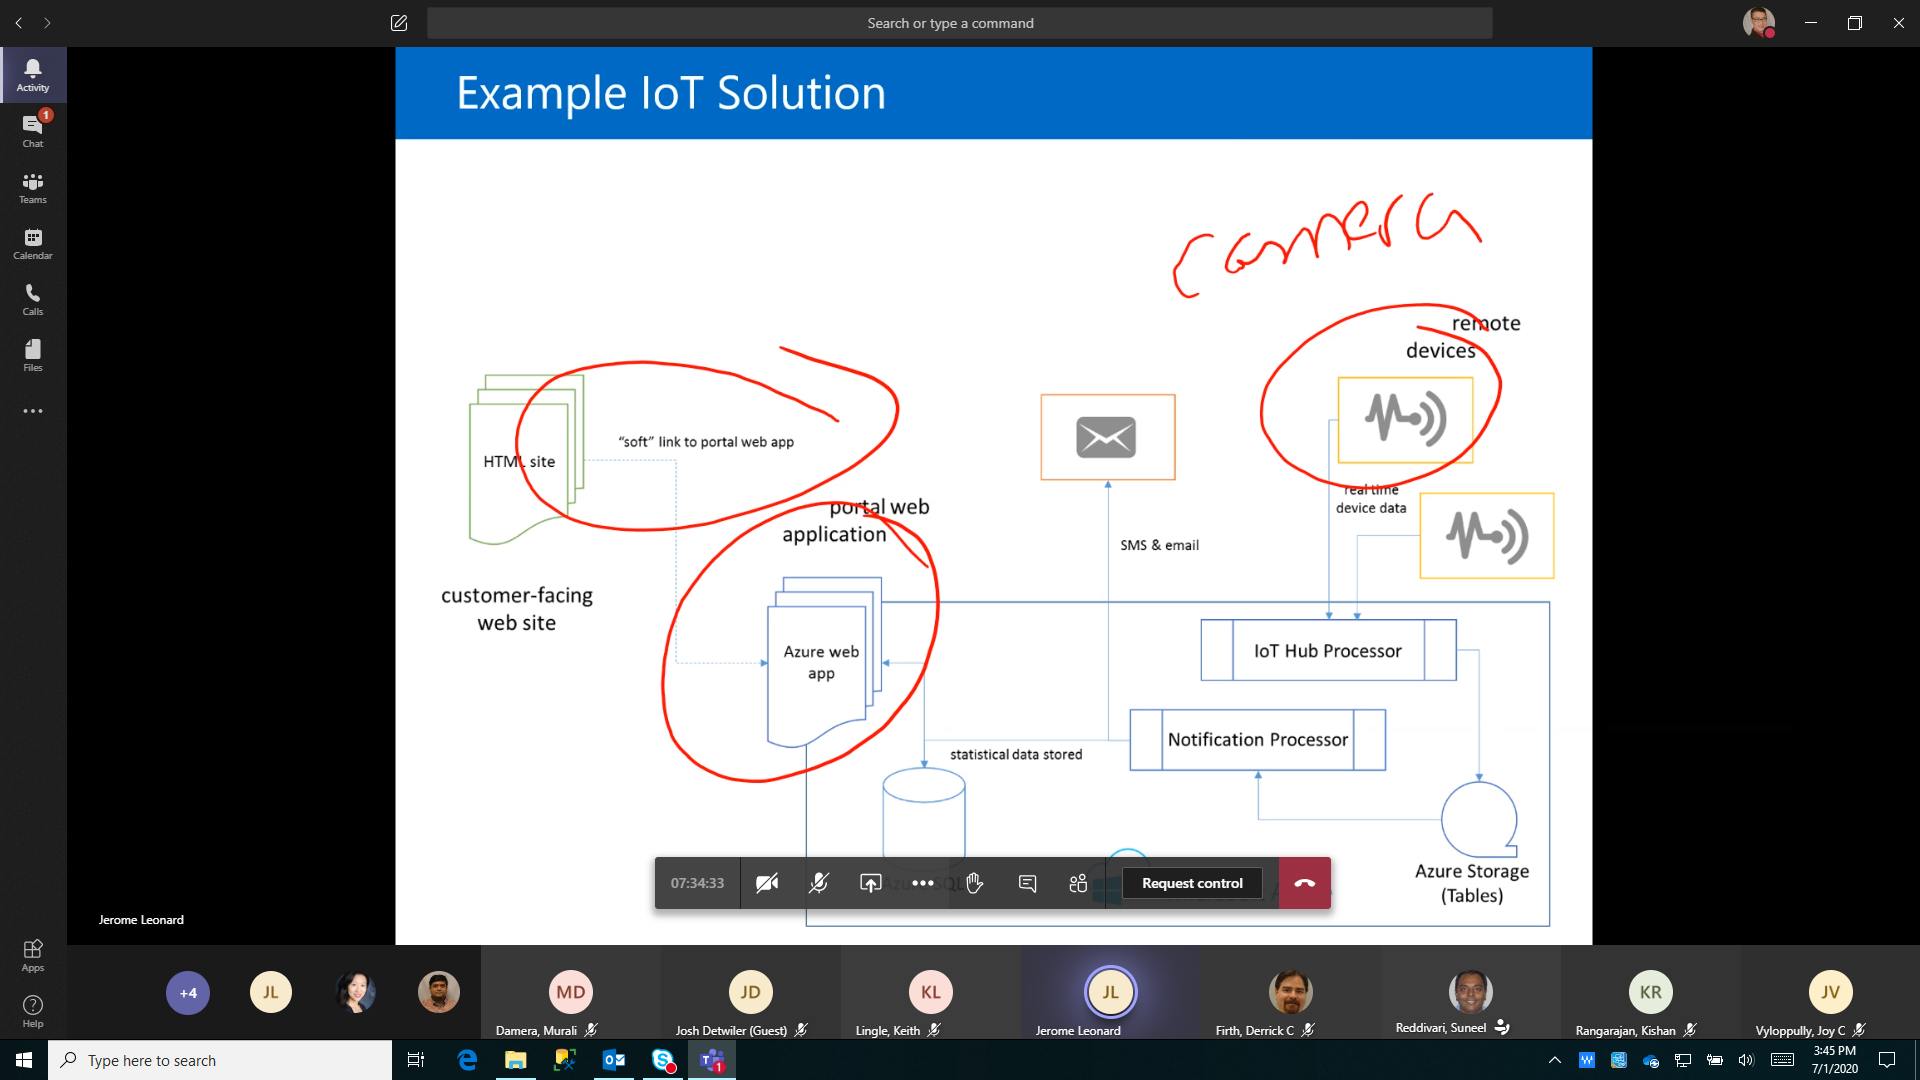 Search or type a command
Activity
1
Chat
Teams
Calendar
Calls
Files
Apps
Help
Example IoT Solution
camera
remote
devices
"soft" link to portal web app
HTML site
customer-facing
web site
portal web
application
Azure web
app
SMS & email
real time
device data
IoT Hub Processor
Notification Processor
statistical data stored
Azure SQL
Azure Storage
(Tables)
07:34:33
Request control
Jerome Leonard
+4
JL
MD
Damera, Murali
JD
Josh Detwiler (Guest)
KL
Lingle, Keith
JL
Jerome Leonard
Firth, Derrick C
Reddivari, Suneel
KR
Rangarajan, Kishan
JV
Vyloppully, Joy C
Type here to search
1
3:45 PM
7/1/2020